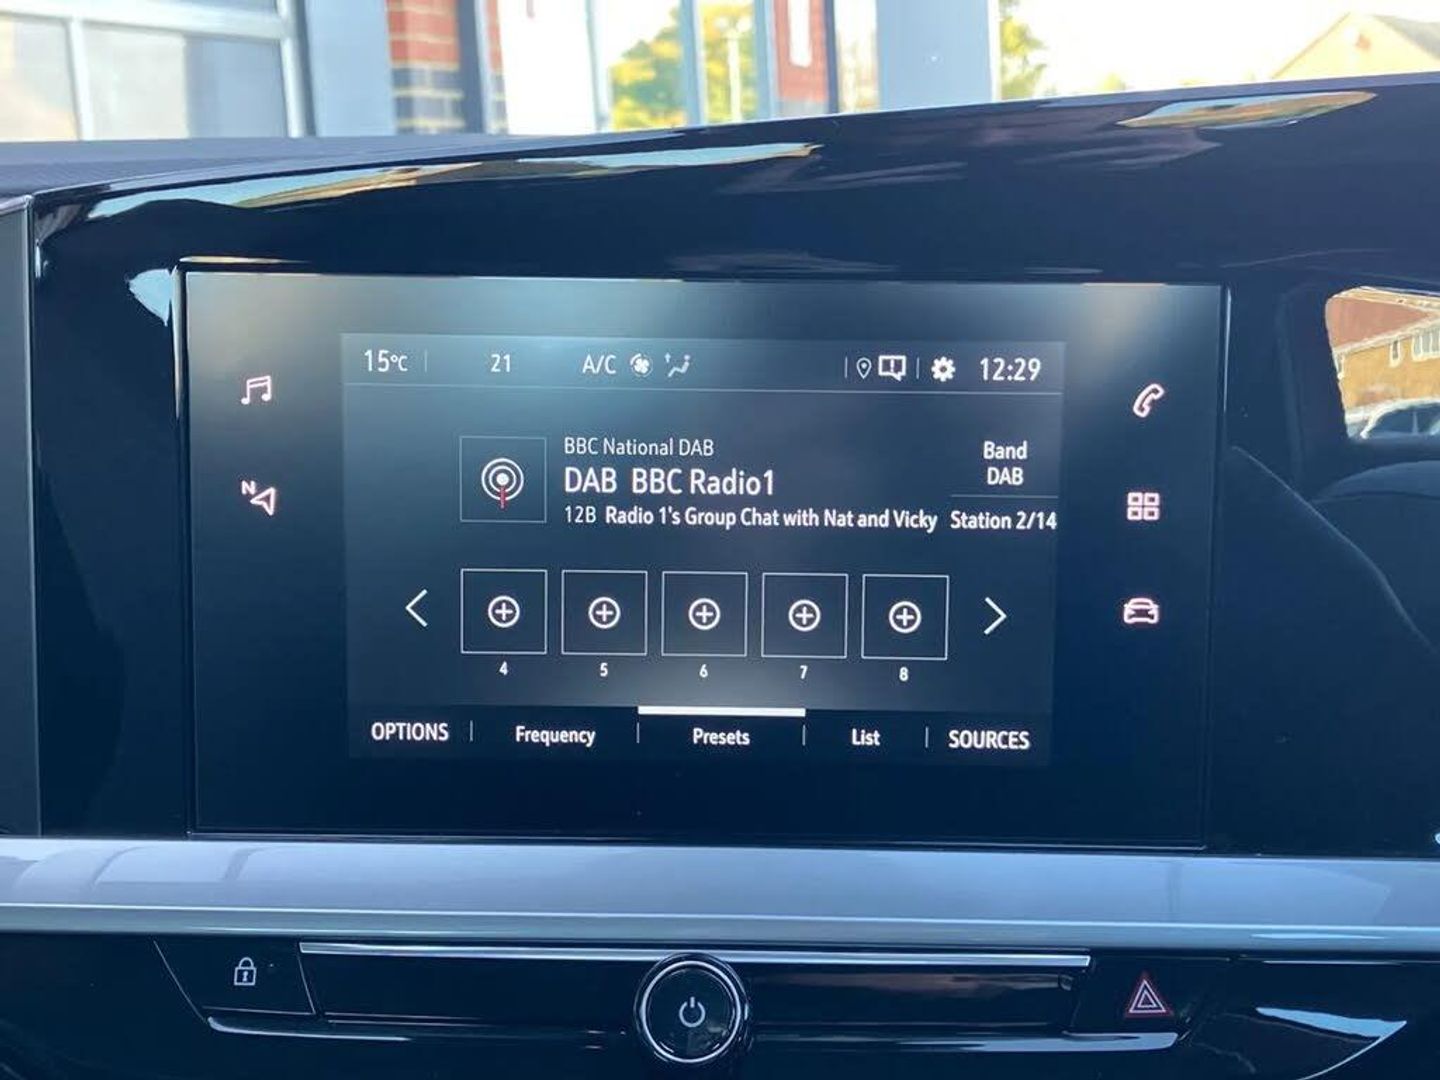 15°C 21 A/C 12:29
N
BBC National DAB
DAB BBC Radio1
12B Radio 1's Group Chat with Nat and Vicky
Band
DAB
Station 2/14
4 5 6 7 8
OPTIONS Frequency Presets List SOURCES